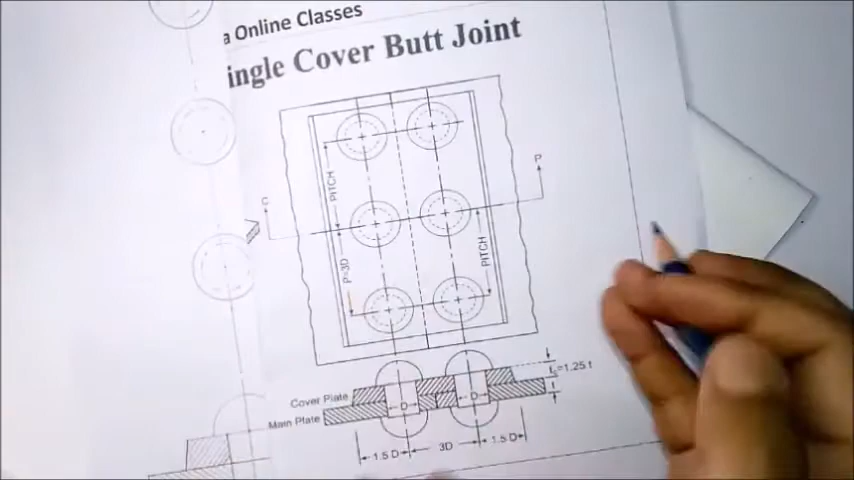 a Online Classes
ingle Cover Butt Joint
P
C
PITCH
PITCH
P=3D
t₁=1.25 t
Cover Plate
Main Plate
D
D
t
1.5 D
3D
1.5 D